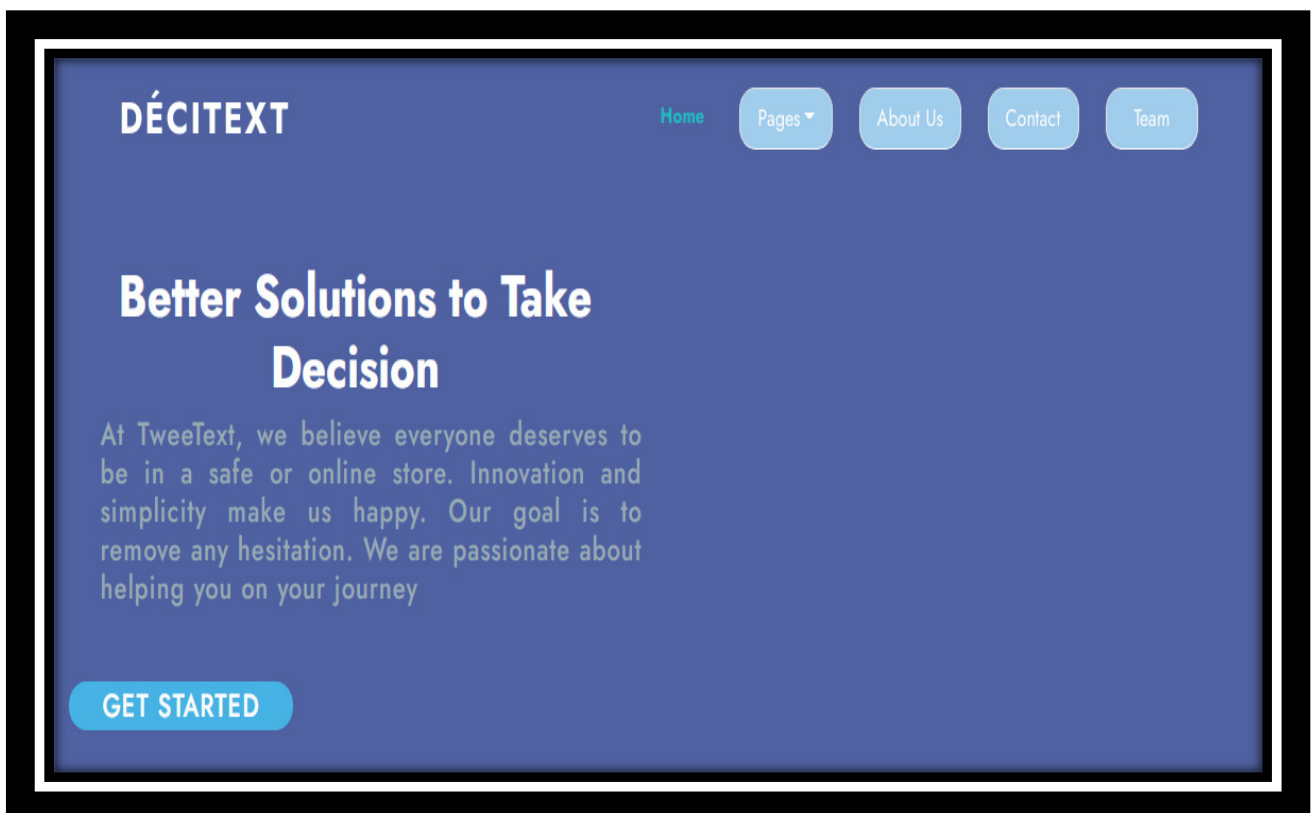 DÉCITEXT
Home Pages About Us Contact Team
Better Solutions to Take
Decision
At TweeText, we believe everyone deserves to
be in a safe or online store. Innovation and
simplicity make us happy. Our goal is to
remove any hesitation. We are passionate about
helping you on your journey
GET STARTED